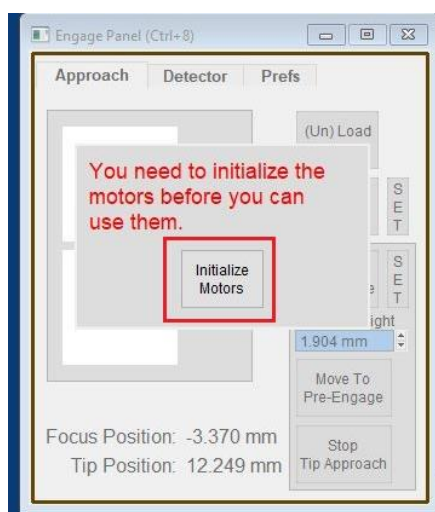 Engage Panel (Ctrl+8)
Approach Detector Prefs
(Un) Load
You need to initialize the
motors before you can
use them.
S
E
T
Initialize
Motors
S
E
T
ight
1.904 mm
Move To
Pre-Engage
Focus Position: -3.370 mm
Tip Position: 12.249 mm
Stop
Tip Approach